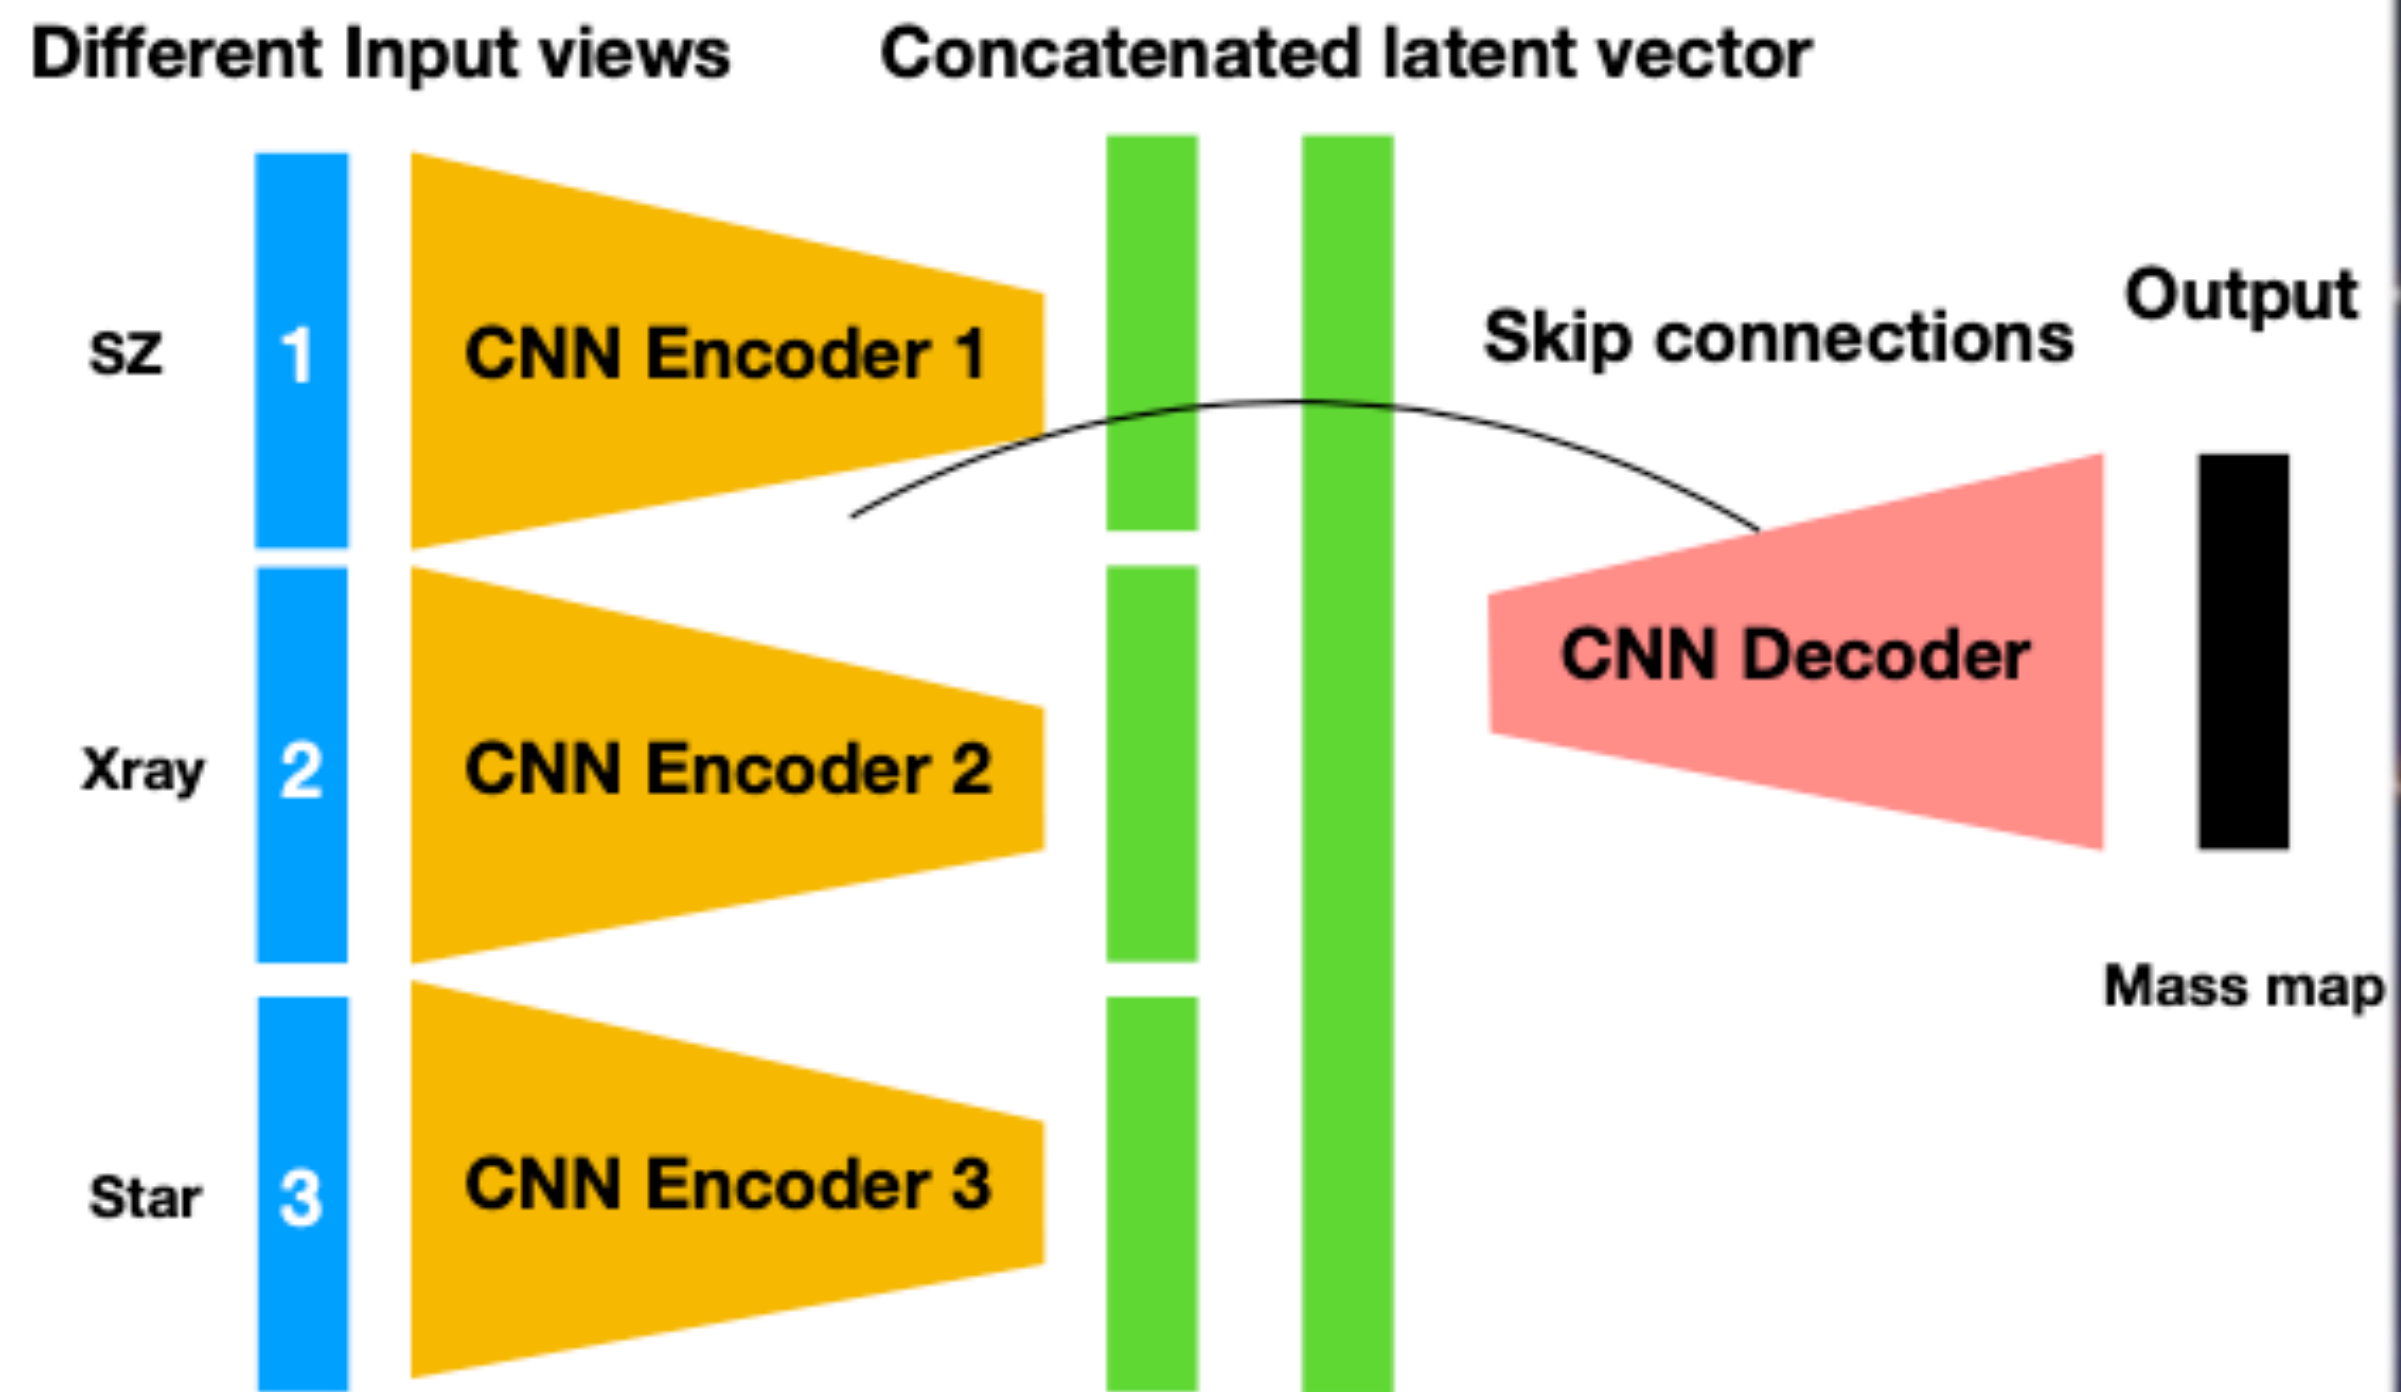 Different Input views
Concatenated latent vector
SZ
1
CNN Encoder 1
Skip connections
Output
Xray
2
CNN Encoder 2
CNN Decoder
Mass map
Star
3
CNN Encoder 3